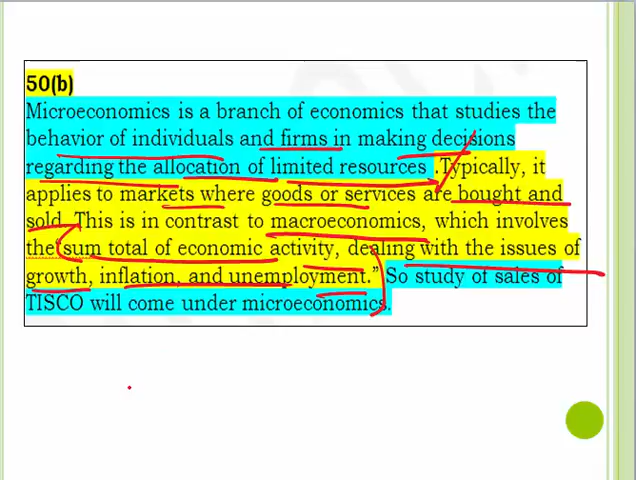 50(b)
Microeconomics is a branch of economics that studies the
behavior of individuals and firms in making decisions
regarding the allocation of limited resources .Typically, it
applies to markets where goods or services are bought and
sold. This is in contrast to macroeconomics, which involves
the sum total of economic activity, dealing with the issues of
growth, inflation, and unemployment.” So study of sales of
TISCO will come under microeconomics.